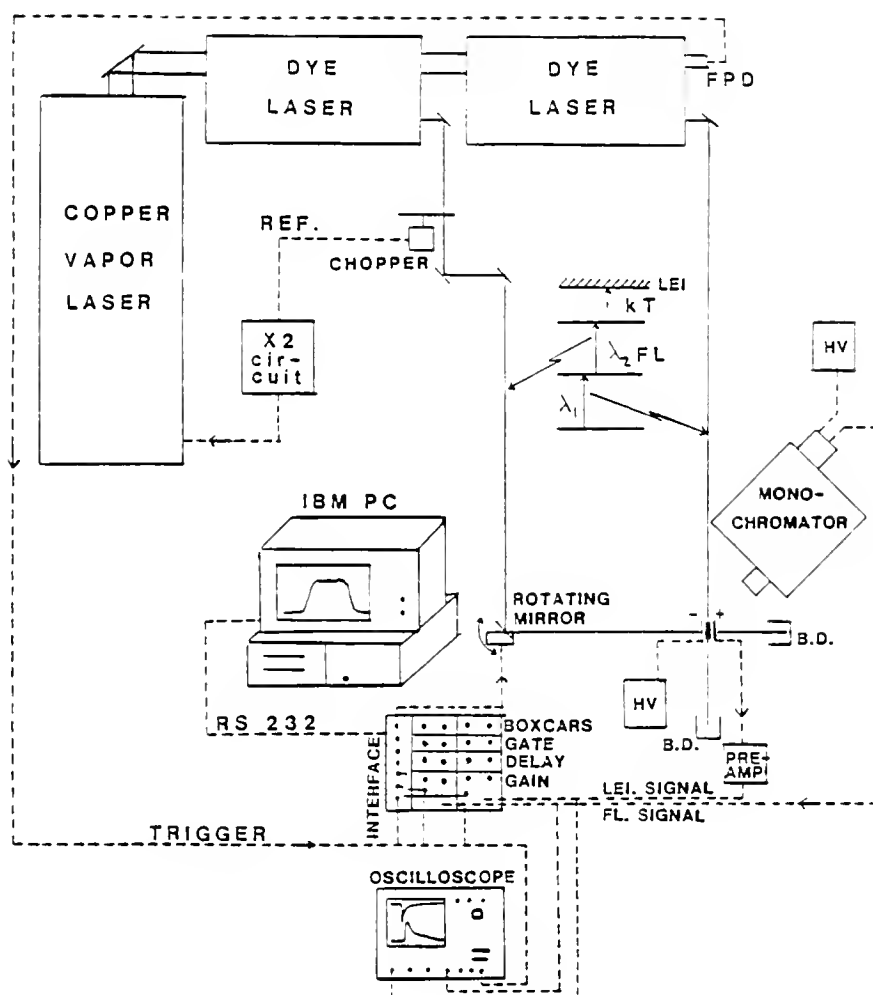 DYE
LASER
DYE
LASER
FPD
COPPER
VAPOR
LASER
REF.
CHOPPER
X2
cir-
cuit
LEI
kT
λ₂ FL
λ₁
HV
MONO-
CHROMATOR
IBM PC
ROTATING
MIRROR
- +
B.D.
HV
B.D.
RS 232
INTERFACE
BOXCARS
GATE
DELAY
GAIN
PRE-
AMP
LEI. SIGNAL
FL. SIGNAL
TRIGGER
OSCILLOSCOPE